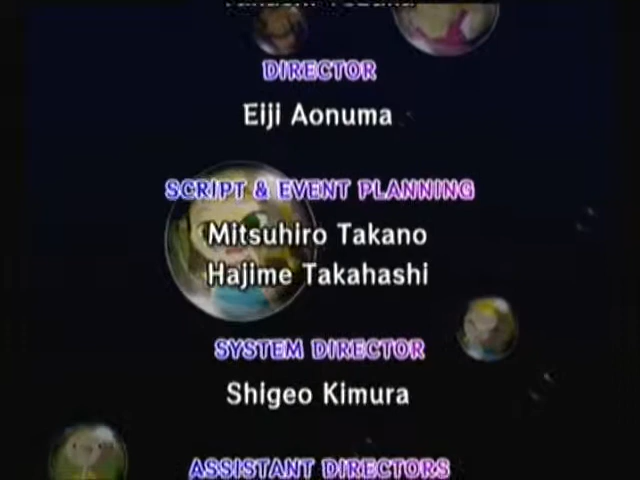 DIRECTOR
Eiji Aonuma
SCRIPT & EVENT PLANNING
Mitsuhiro Takano
Hajime Takahashi
SYSTEM DIRECTOR
Shigeo Kimura
ASSISTANT DIRECTORS